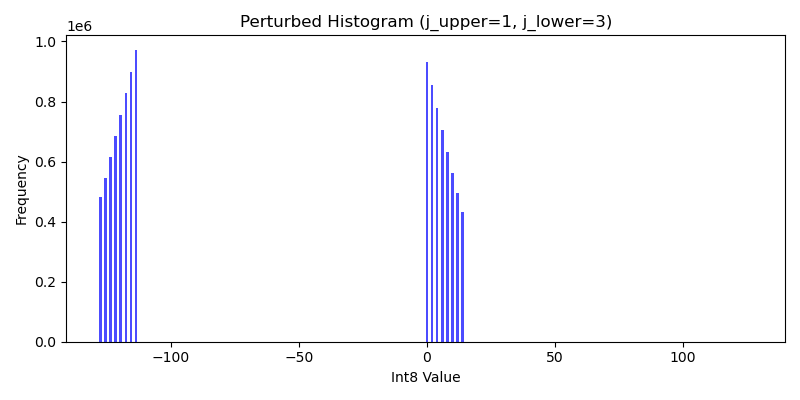 Perturbed Histogram (j_upper=1, j_lower=3)
1e6
1.0
0.8
0.6
0.4
0.2
0.0
Frequency
−100
−50
0
50
100
Int8 Value